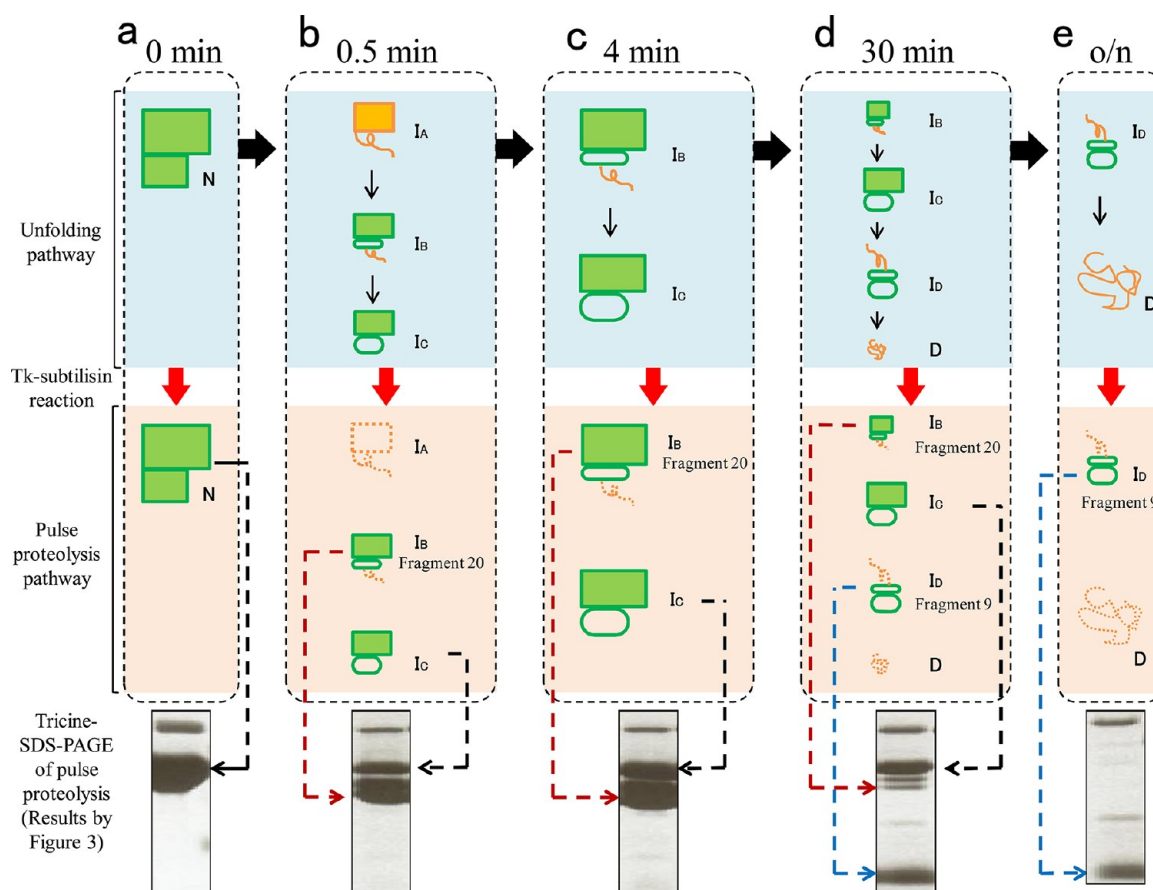 a
0 min
b
0.5 min
c
4 min
d
30 min
e
o/n
Unfolding
pathway
N
IA
IB
IC
IB
IC
IB
IC
ID
D
ID
D
Tk-subtilisin
reaction
Pulse
proteolysis
pathway
N
IA
IB
Fragment 20
IC
IB
Fragment 20
IC
IB
Fragment 20
IC
ID
Fragment 9
D
ID
Fragment 9
D
Tricine-
SDS-PAGE
of pulse
proteolysis
(Results by
Figure 3)